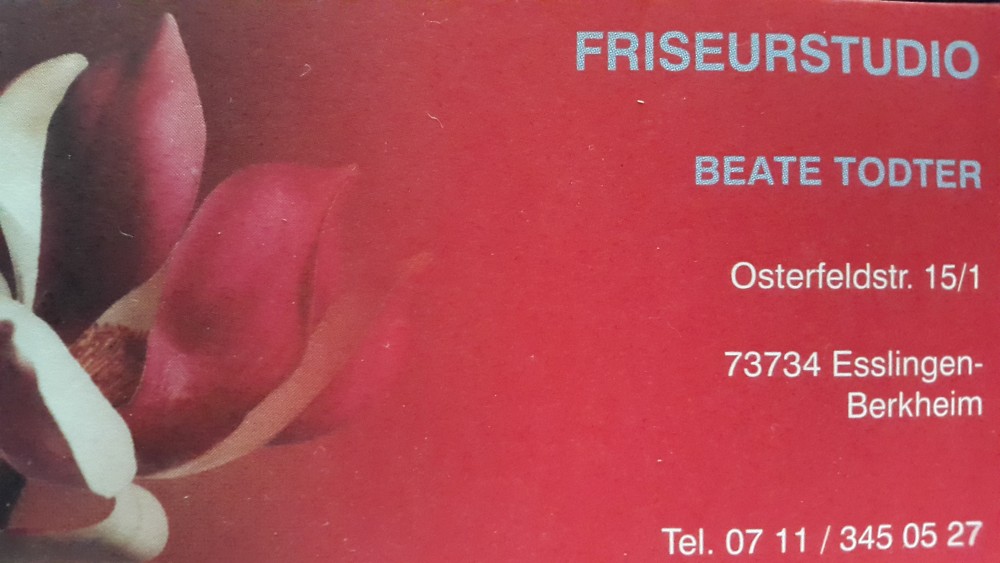 FRISEURSTUDIO
BEATE TODTER
Osterfeldstr. 15/1
73734 Esslingen-
Berkheim
Tel. 07 11 / 345 05 27